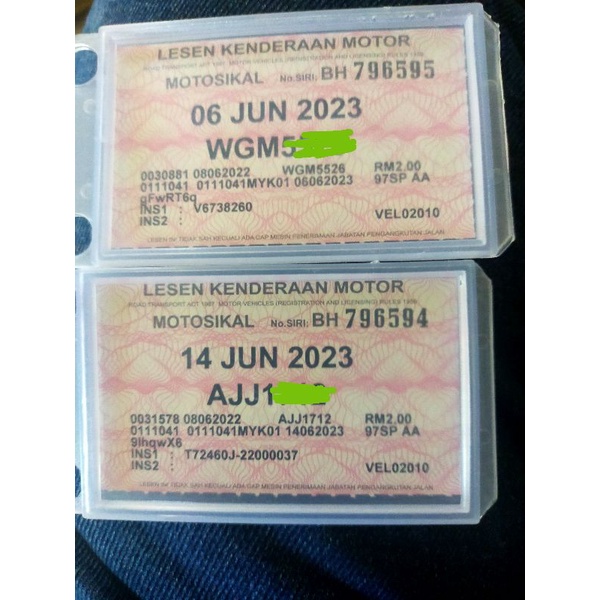 LESEN KENDERAAN MOTOR
ROAD TRANSPORT ACT 1987 MOTOR VEHICLES (REGISTRATION AND LICENSING) RULES 1959
MOTOSIKAL No.SIRI: BH 796595
06 JUN 2023
WGM5
0030881 08062022 WGM5526 RM2.00
0111041 0111041MYK01 06062023 97SP AA
gFwRT6q
INS1 : V6738260
INS2 : VEL02010
LESEN INI TIDAK SAH KECUALI ADA CAP MESIN PENERIMAAN JABATAN PENGANGKUTAN JALAN.
LESEN KENDERAAN MOTOR
ROAD TRANSPORT ACT 1987 MOTOR VEHICLES (REGISTRATION AND LICENSING) RULES 1959
MOTOSIKAL No.SIRI: BH 796594
14 JUN 2023
AJJ1
0031578 08062022 AJJ1712 RM2.00
0111041 0111041MYK01 14062023 97SP AA
9IhqwX6
INS1 : T72460J-22000037
INS2 : VEL02010
LESEN INI TIDAK SAH KECUALI ADA CAP MESIN PENERIMAAN JABATAN PENGANGKUTAN JALAN.